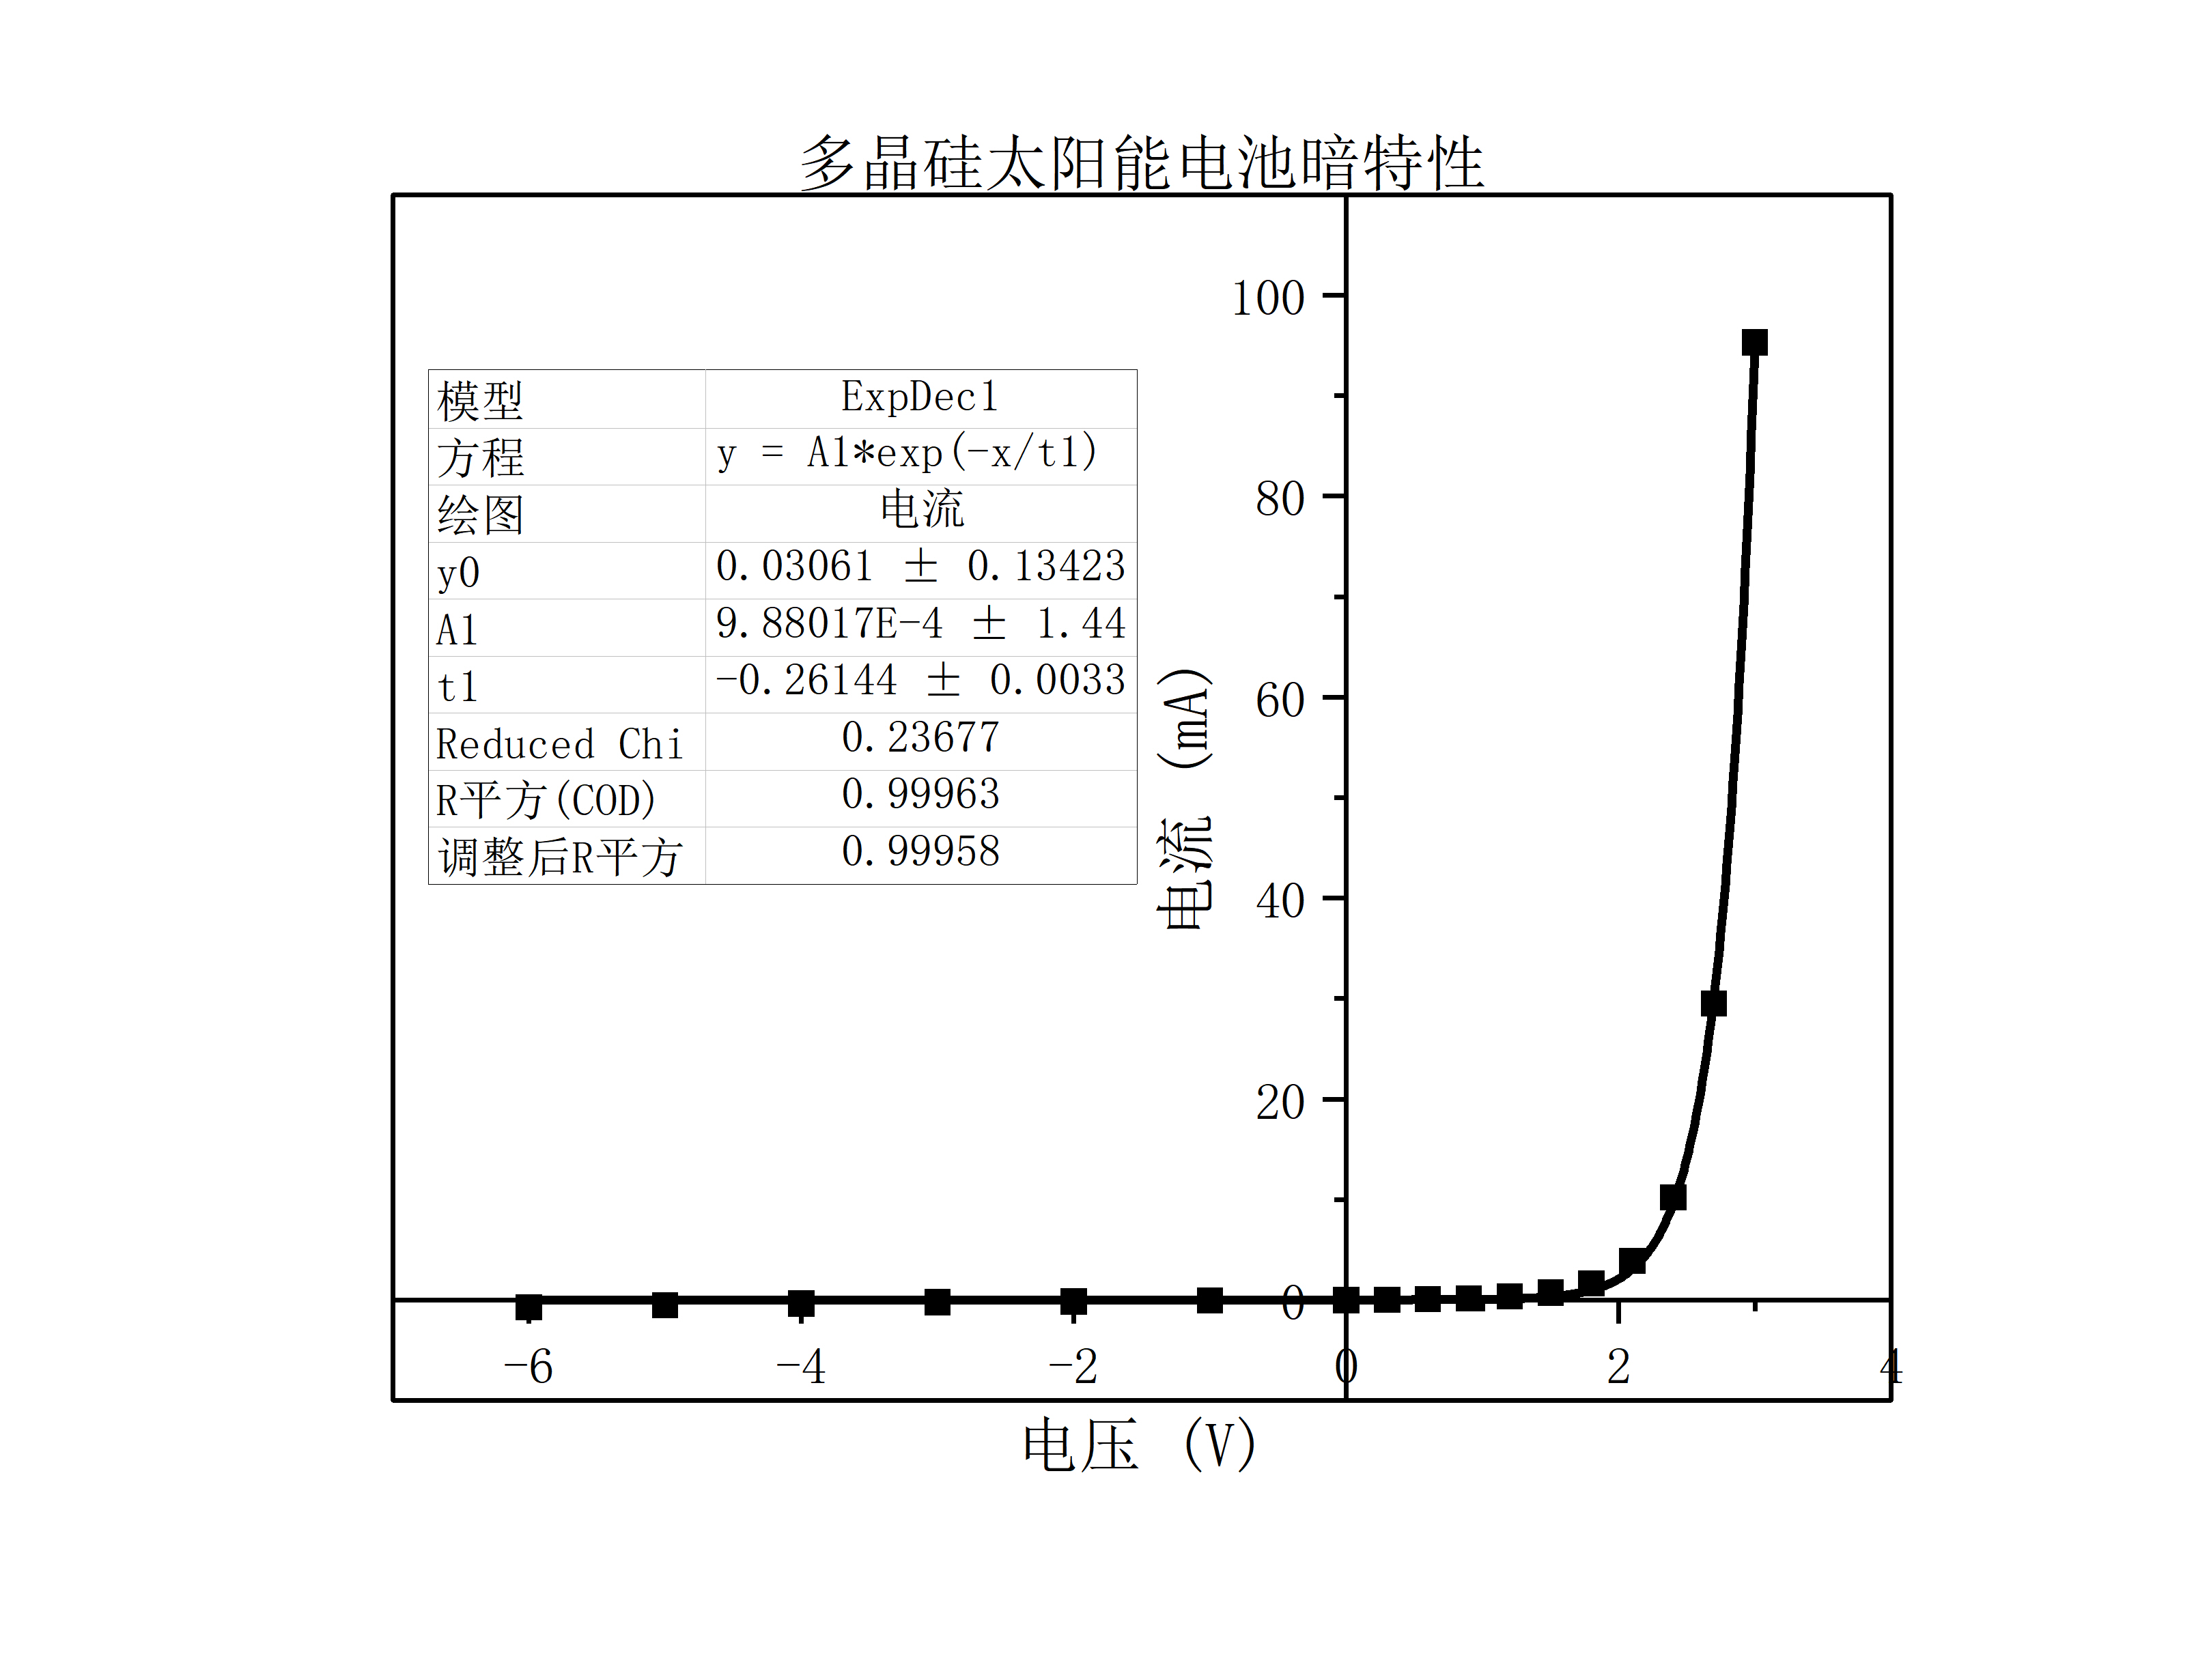 多晶硅太阳能电池暗特性
模型 ExpDec1
方程 y = A1*exp(-x/t1)
绘图 电流
y0 0.03061 ± 0.13423
A1 9.88017E-4 ± 1.44
t1 -0.26144 ± 0.0033
Reduced Chi 0.23677
R平方(COD) 0.99963
调整后R平方 0.99958
电流 (mA)
100
80
60
40
20
0
-6 -4 -2 0 2 4
电压 (V)